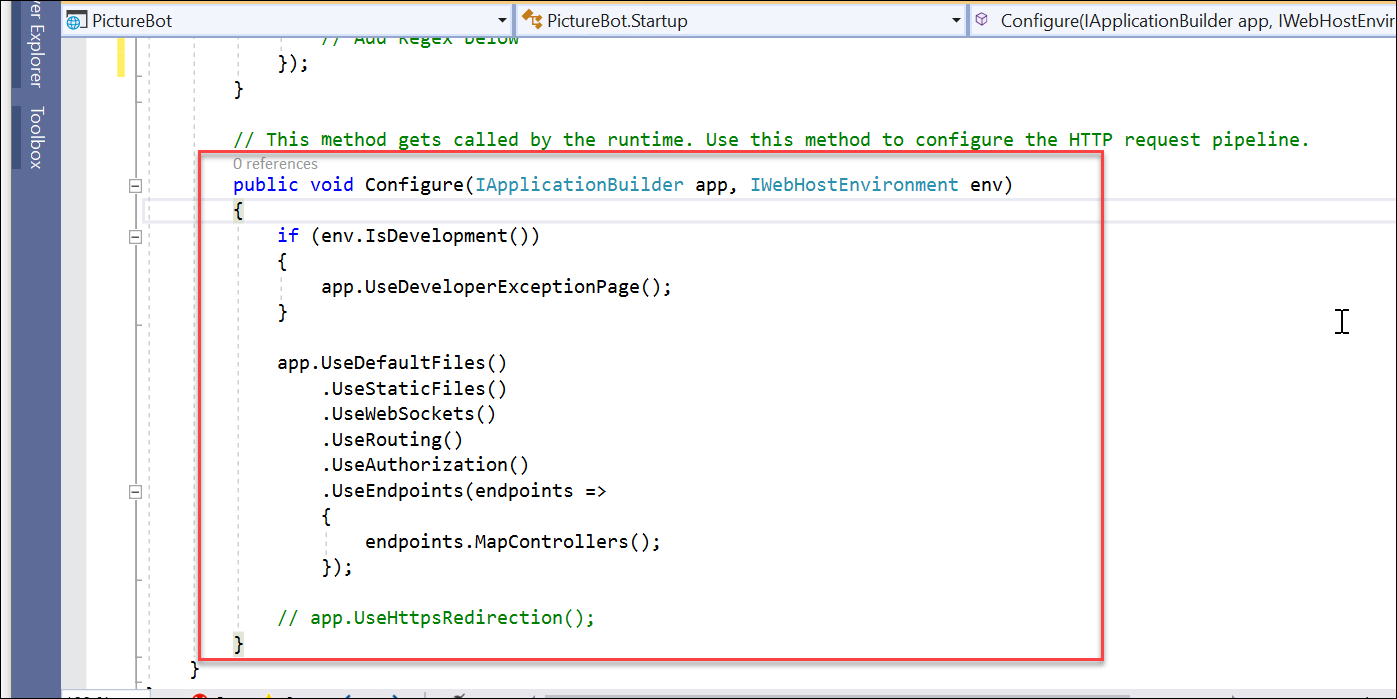 PictureBot
PictureBot.Startup
Configure(IApplicationBuilder app, IWebHostEnvir
er Explorer
Toolbox
// Add Regex below
});
}
// This method gets called by the runtime. Use this method to configure the HTTP request pipeline.
0 references
public void Configure(IApplicationBuilder app, IWebHostEnvironment env)
{
if (env.IsDevelopment())
{
app.UseDeveloperExceptionPage();
}
app.UseDefaultFiles()
.UseStaticFiles()
.UseWebSockets()
.UseRouting()
.UseAuthorization()
.UseEndpoints(endpoints =>
{
endpoints.MapControllers();
});
// app.UseHttpsRedirection();
}
}